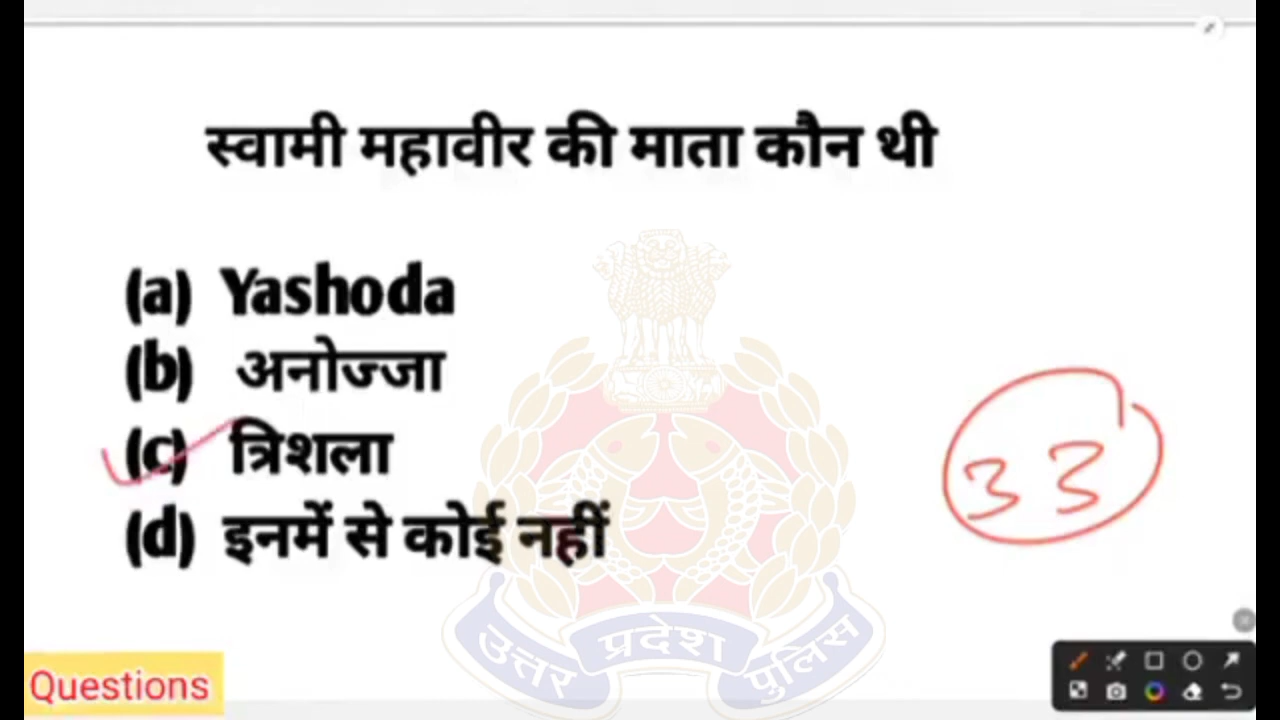 स्वामी महावीर की माता कौन थी
(a) Yashoda
(b) अनोज्जा
(c) त्रिशला
33
(d) इनमें से कोई नहीं
उत्तर प्रदेश पुलिस
Questions